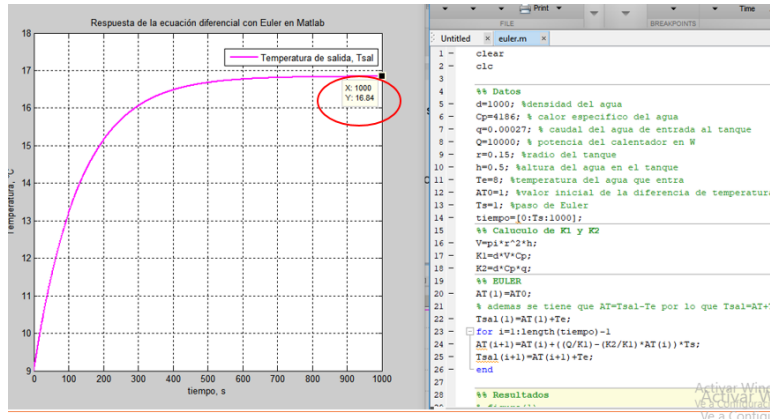 Respuesta de la ecuación diferencial con Euler en Matlab
18
17
16
15
14
13
12
11
10
9
Temperatura, °C
Temperatura de salida, Tsal
X: 1000
Y: 16.84
0 100 200 300 400 500 600 700 800 900 1000
tiempo, s
Print
Time
FILE
BREAKPOINTS
Untitled × euler.m ×
1 - clear
2 - clc
3
4 %% Datos
5 - d=1000; %densidad del agua
6 - Cp=4186; % calor especifico del agua
7 - q=0.00027; % caudal del agua de entrada al tanque
8 - Q=10000; % potencia del calentador en W
9 - r=0.15; %radio del tanque
10 - h=0.5; %altura del agua en el tanque
11 - Te=8; %temperatura del agua que entra
12 - AT0=1; %valor inicial de la diferencia de temperatura
13 - Ts=1; %paso de Euler
14 - tiempo=[0:Ts:1000];
15 %% Caluculo de K1 y K2
16 - V=pi*r^2*h;
17 - K1=d*V*Cp;
18 - K2=d*Cp*q;
19 %% EULER
20 - AT(1)=AT0;
21 % ademas se tiene que AT=Tsal-Te por lo que Tsal=AT+
22 - Tsal(1)=AT(1)+Te;
23 - for i=1:length(tiempo)-1
24 - AT(i+1)=AT(i)+((Q/K1)-(K2/K1)*AT(i))*Ts;
25 - Tsal(i+1)=AT(i+1)+Te;
26 - end
27
28 %% Resultados
Activar Win